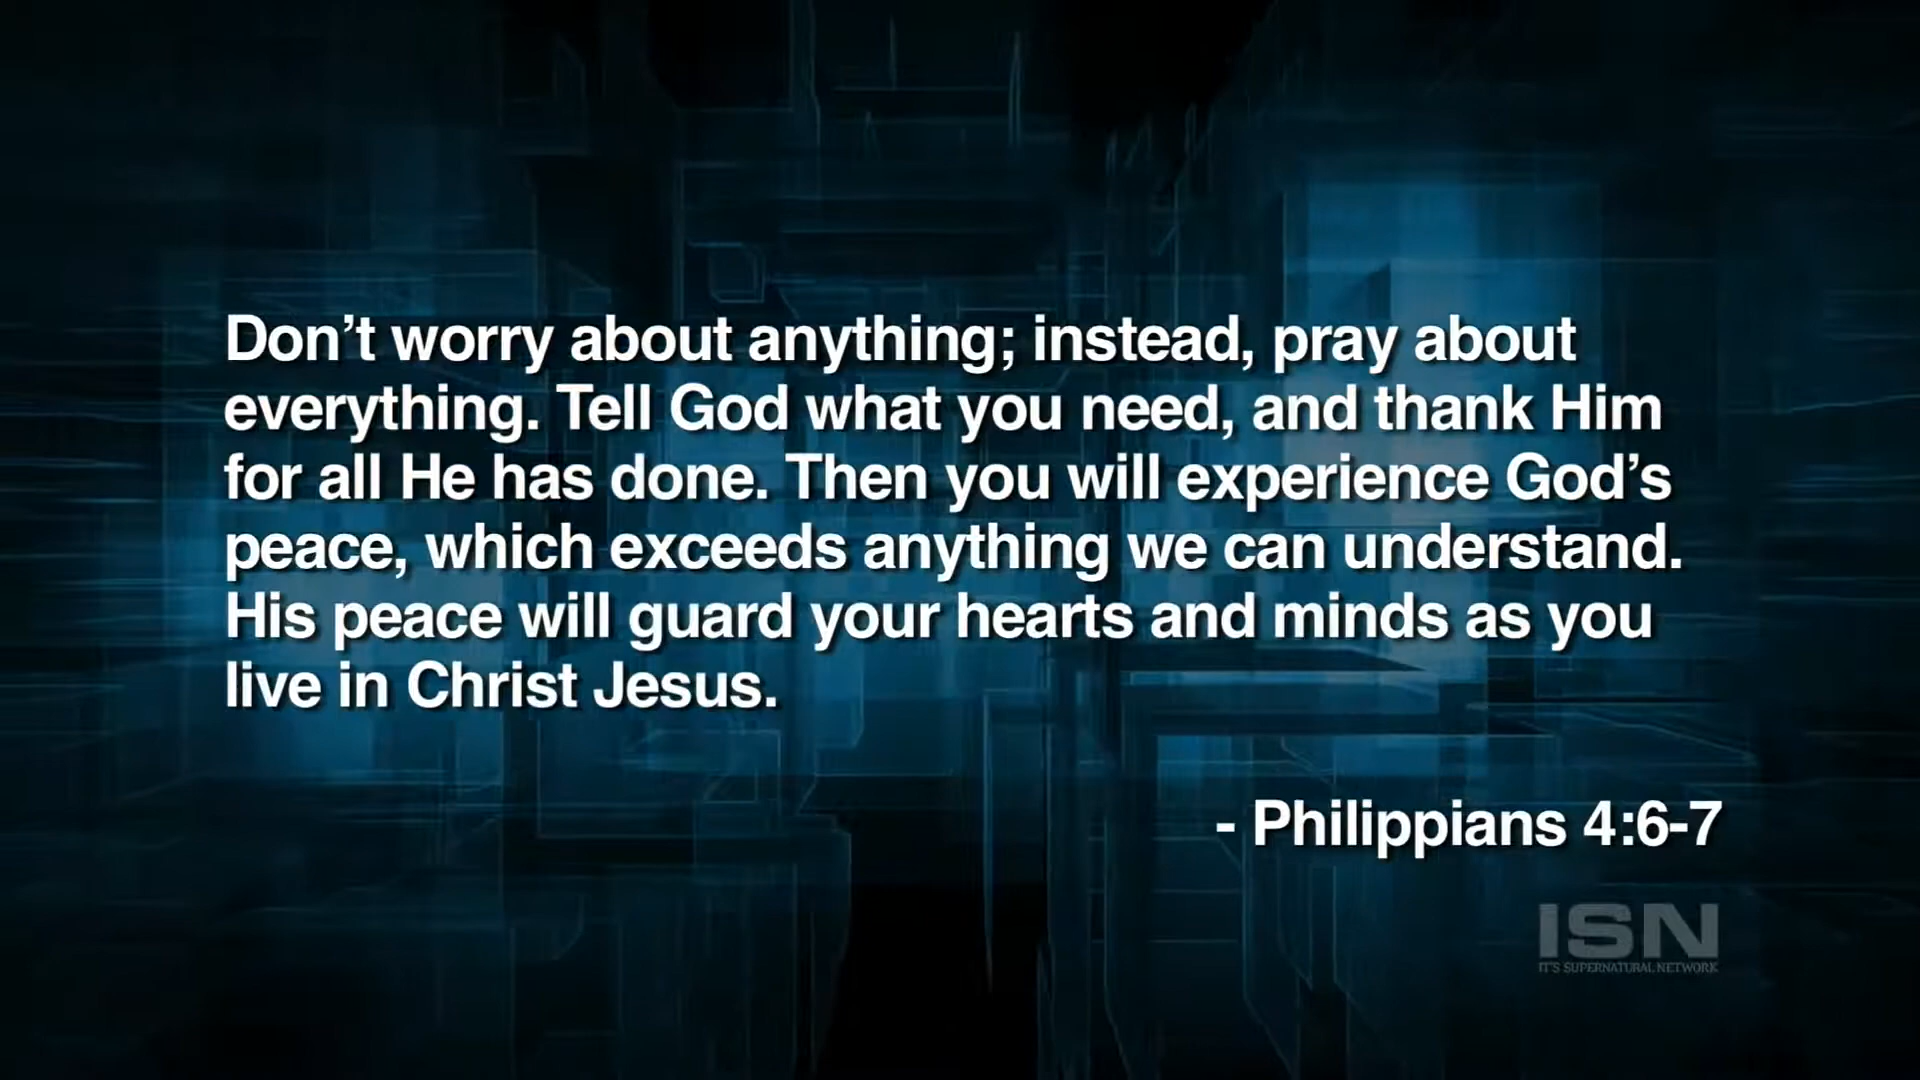 Don’t worry about anything; instead, pray about
everything. Tell God what you need, and thank Him
for all He has done. Then you will experience God’s
peace, which exceeds anything we can understand.
His peace will guard your hearts and minds as you
live in Christ Jesus.
- Philippians 4:6-7
ISN
IT'S SUPERNATURAL NETWORK